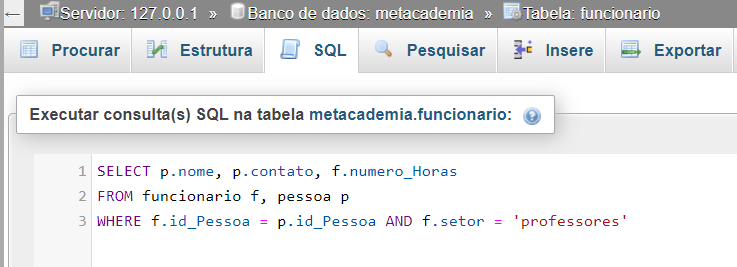 ← Servidor: 127.0.0.1 » Banco de dados: metacademia » Tabela: funcionario
Procurar Estrutura SQL Pesquisar Insere Exportar
Executar consulta(s) SQL na tabela metacademia.funcionario:
1 SELECT p.nome, p.contato, f.numero_Horas
2 FROM funcionario f, pessoa p
3 WHERE f.id_Pessoa = p.id_Pessoa AND f.setor = 'professores'